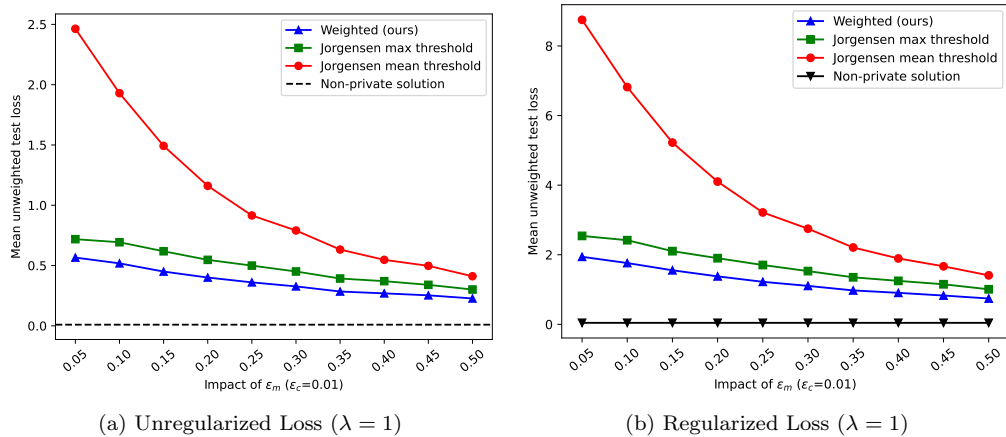 Mean unweighted test loss
2.5
2.0
1.5
1.0
0.5
0.0
Weighted (ours)
Jorgensen max threshold
Jorgensen mean threshold
Non-private solution
0.05 0.10 0.15 0.20 0.25 0.30 0.35 0.40 0.45 0.50
Impact of εₘ (ε꜀=0.01)
(a) Unregularized Loss (λ = 1)
Mean unweighted test loss
8
6
4
2
0
Weighted (ours)
Jorgensen max threshold
Jorgensen mean threshold
Non-private solution
0.05 0.10 0.15 0.20 0.25 0.30 0.35 0.40 0.45 0.50
Impact of εₘ (ε꜀=0.01)
(b) Regularized Loss (λ = 1)